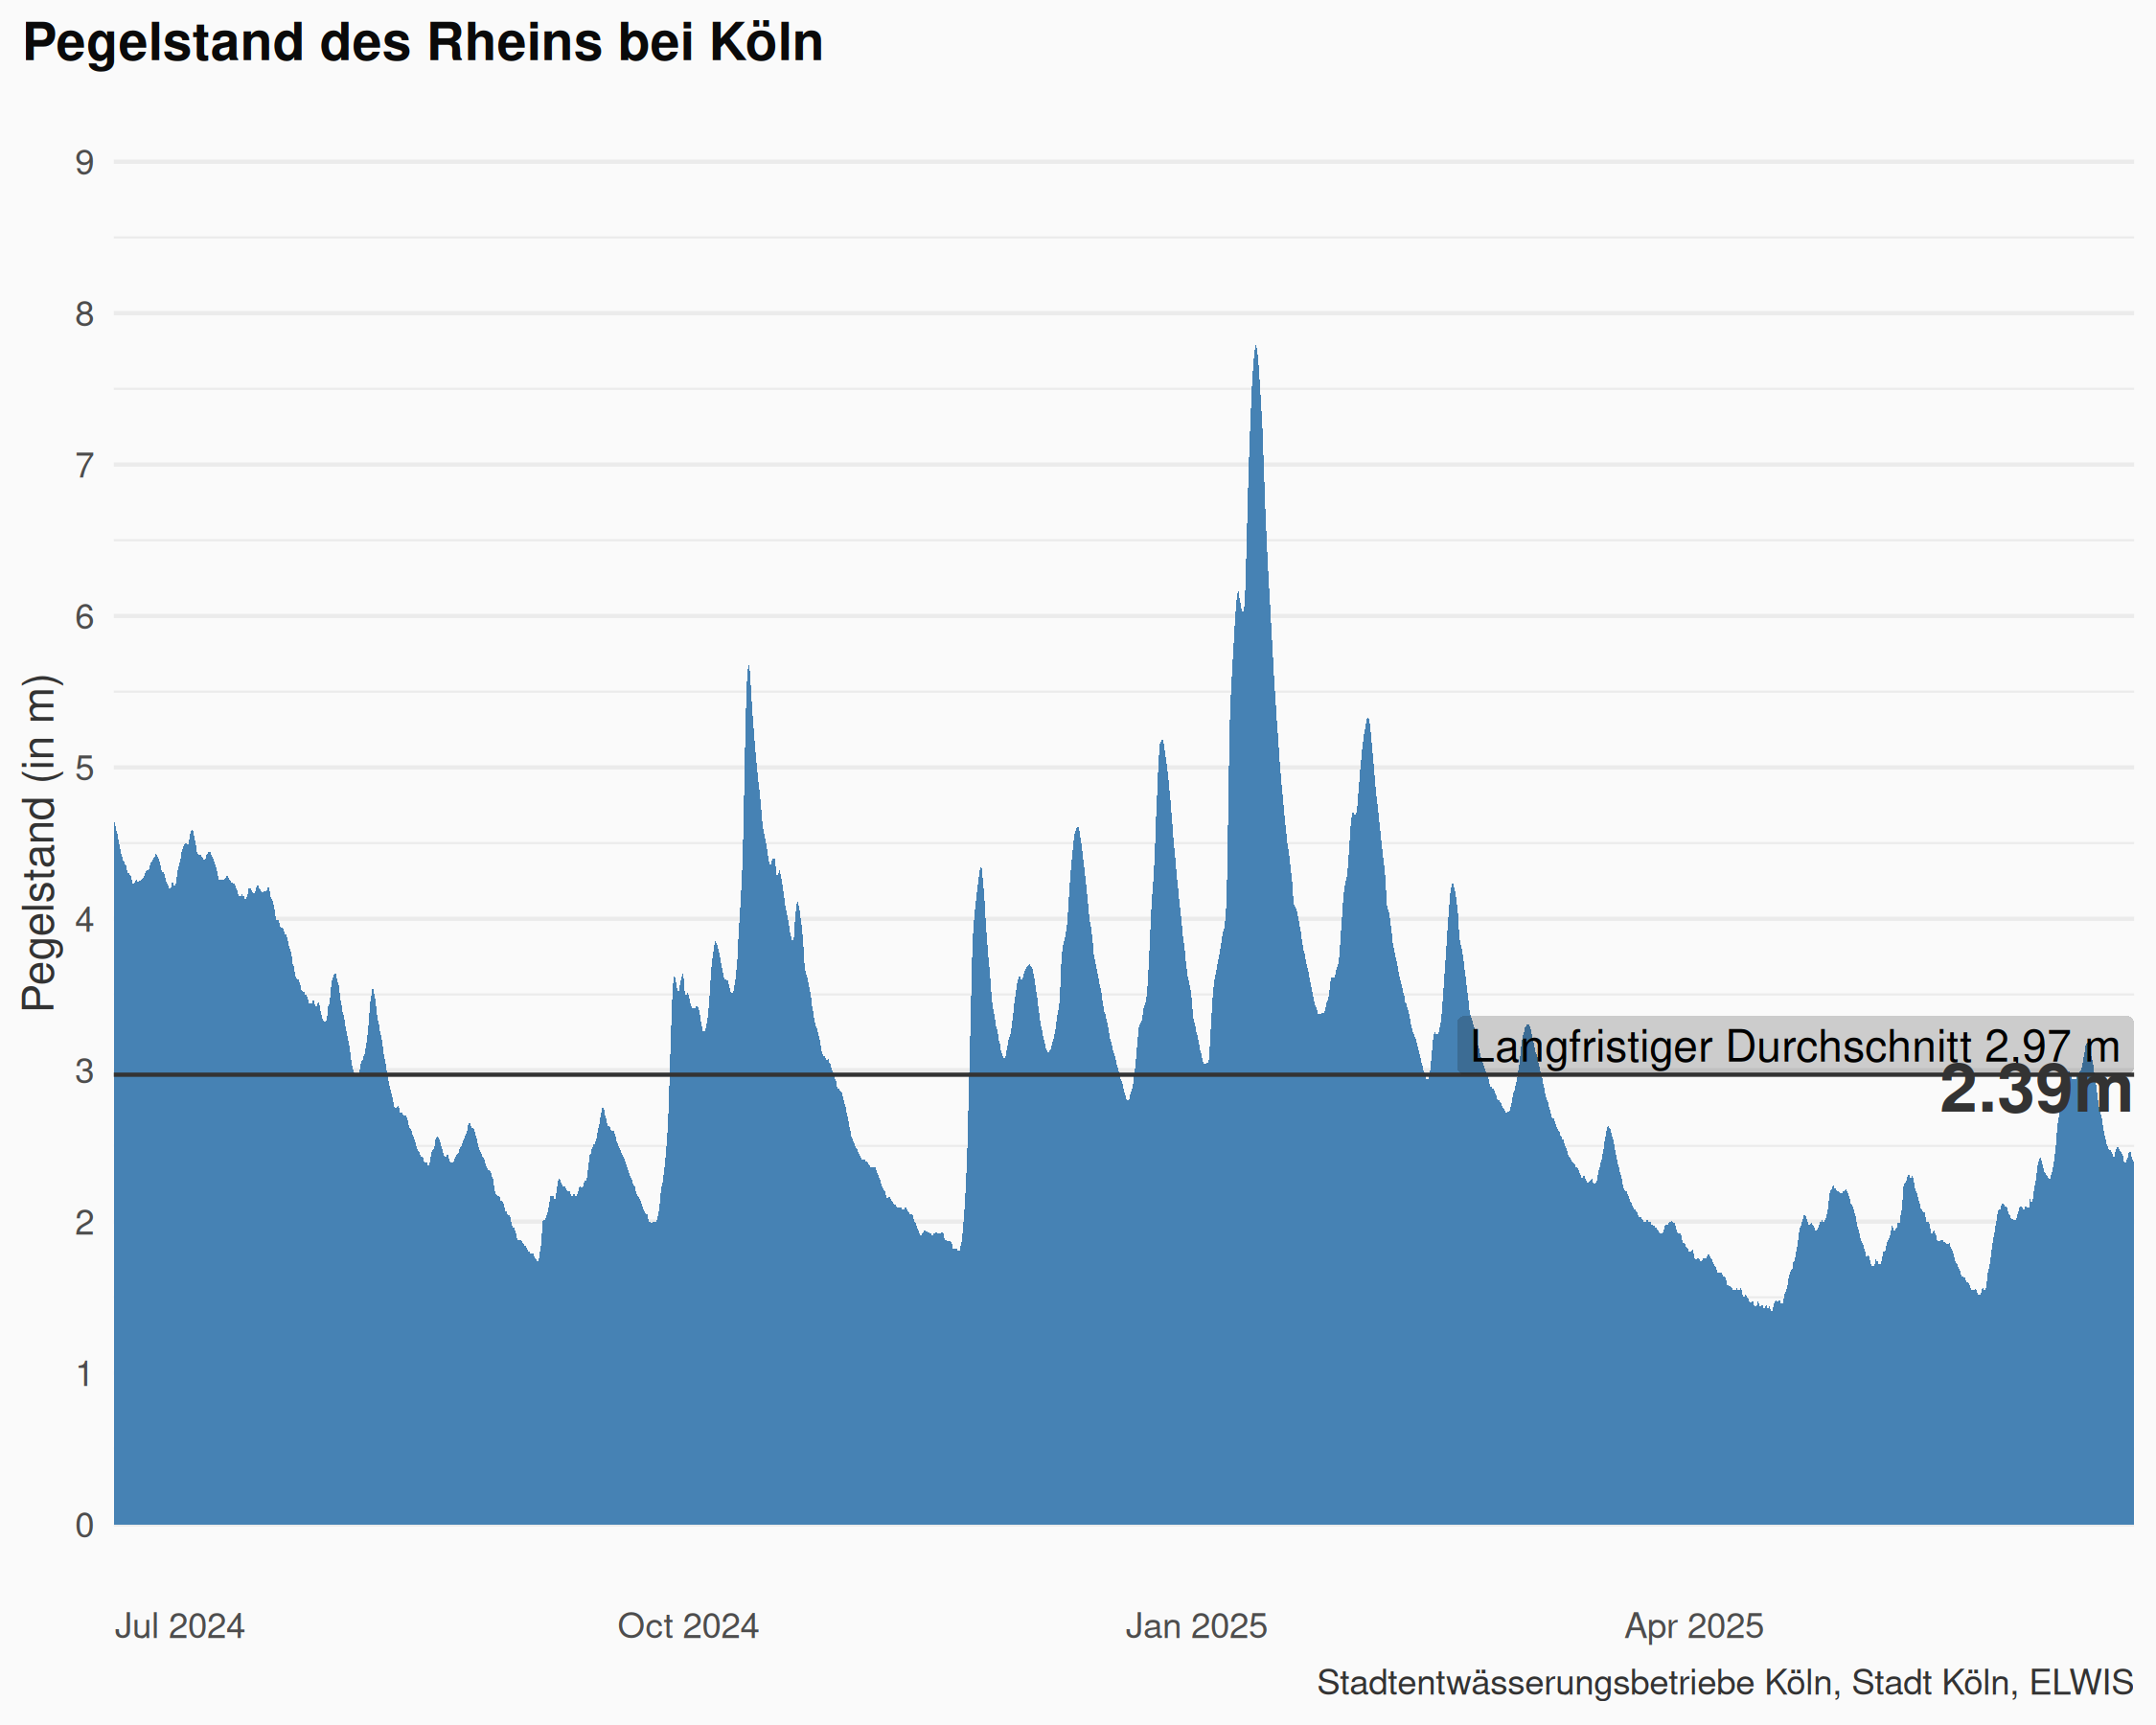 Pegelstand des Rheins bei Köln
Pegelstand (in m)
9
8
7
6
5
4
3
2
1
0
Langfristiger Durchschnitt 2,97 m
2.39m
Jul 2024
Oct 2024
Jan 2025
Apr 2025
Stadtentwässerungsbetriebe Köln, Stadt Köln, ELWIS